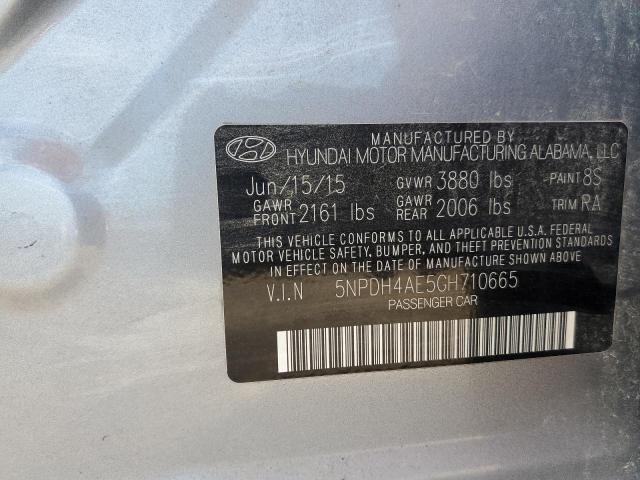 MANUFACTURED BY
HYUNDAI MOTOR MANUFACTURING ALABAMA, LLC
Jun/15/15 GVWR 3880 lbs PAINT 8S
GAWR FRONT 2161 lbs GAWR REAR 2006 lbs TRIM RA
THIS VEHICLE CONFORMS TO ALL APPLICABLE U.S.A. FEDERAL
MOTOR VEHICLE SAFETY, BUMPER, AND THEFT PREVENTION STANDARDS
IN EFFECT ON THE DATE OF MANUFACTURE SHOWN ABOVE
V.I.N 5NPDH4AE5GH710665
PASSENGER CAR